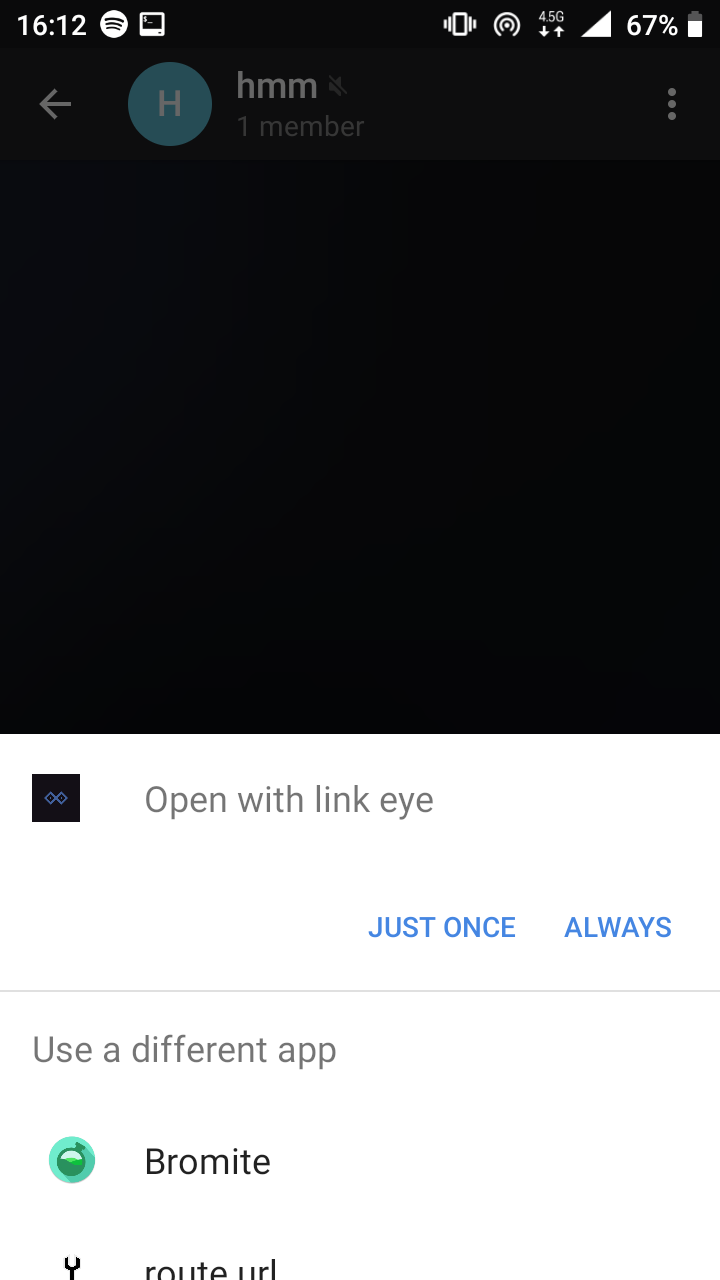 16:12
4.5G
67%
H
hmm
1 member
Open with link eye
JUST ONCE
ALWAYS
Use a different app
Bromite
route url